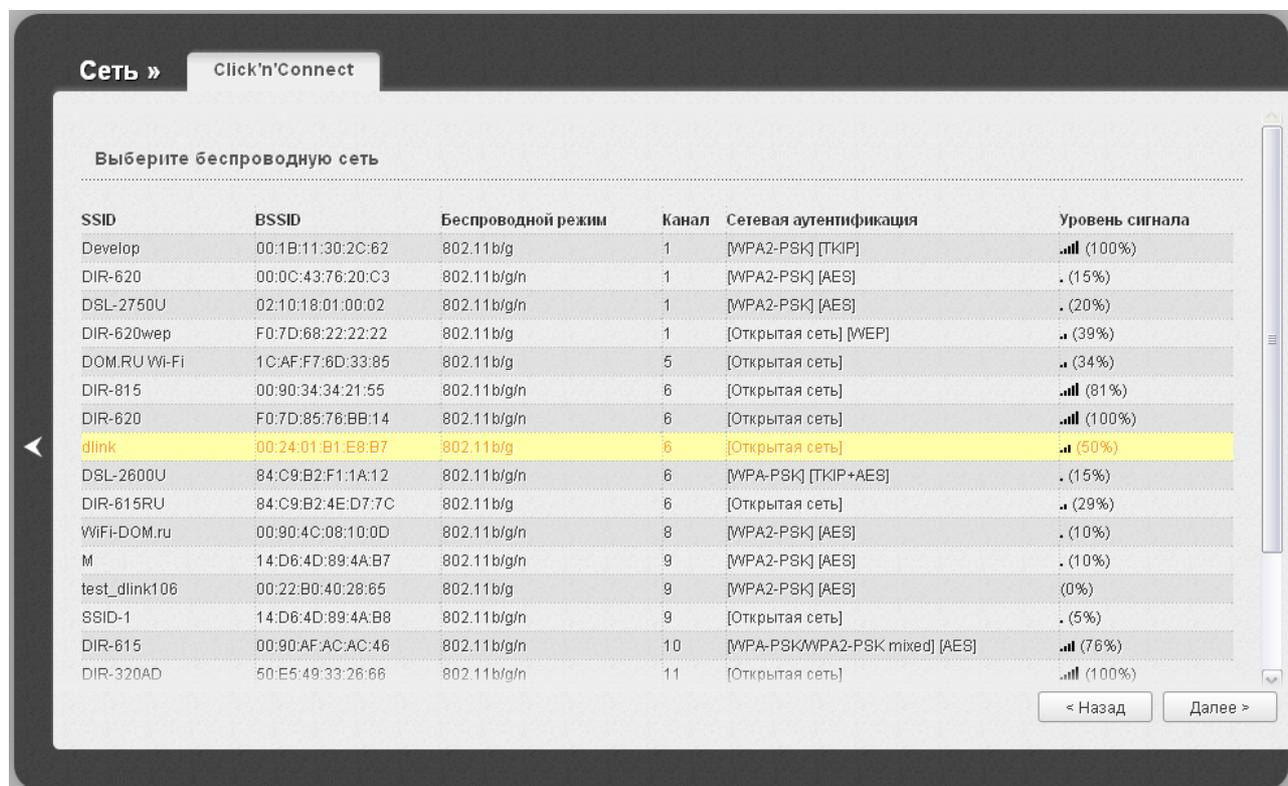 Сеть » Click'n'Connect
Выберите беспроводную сеть
SSID BSSID Беспроводной режим Канал Сетевая аутентификация Уровень сигнала
Develop 00:1B:11:30:2C:62 802.11b/g 1 [WPA2-PSK] [TKIP] (100%)
DIR-620 00:0C:43:76:20:C3 802.11b/g/n 1 [WPA2-PSK] [AES] (15%)
DSL-2750U 02:10:18:01:00:02 802.11b/g/n 1 [WPA2-PSK] [AES] (20%)
DIR-620wep F0:7D:68:22:22:22 802.11b/g 1 [Открытая сеть] [WEP] (39%)
DOM.RU Wi-Fi 1C:AF:F7:6D:33:85 802.11b/g 5 [Открытая сеть] (34%)
DIR-815 00:90:34:34:21:55 802.11b/g/n 6 [Открытая сеть] (81%)
DIR-620 F0:7D:85:76:BB:14 802.11b/g/n 6 [Открытая сеть] (100%)
dlink 00:24:01:B1:E8:B7 802.11b/g 6 [Открытая сеть] (50%)
DSL-2600U 84:C9:B2:F1:1A:12 802.11b/g/n 6 [WPA-PSK] [TKIP+AES] (15%)
DIR-615RU 84:C9:B2:4E:D7:7C 802.11b/g 6 [Открытая сеть] (29%)
WiFi-DOM.ru 00:90:4C:08:10:0D 802.11b/g/n 8 [WPA2-PSK] [AES] (10%)
M 14:D6:4D:89:4A:B7 802.11b/g/n 9 [WPA2-PSK] [AES] (10%)
test_dlink106 00:22:B0:40:28:65 802.11b/g 9 [WPA2-PSK] [AES] (0%)
SSID-1 14:D6:4D:89:4A:B8 802.11b/g/n 9 [Открытая сеть] (5%)
DIR-615 00:90:AF:AC:AC:46 802.11b/g/n 10 [WPA-PSK/WPA2-PSK mixed] [AES] (76%)
DIR-320AD 50:E5:49:33:26:66 802.11b/g/n 11 [Открытая сеть] (100%)
< Назад Далее >